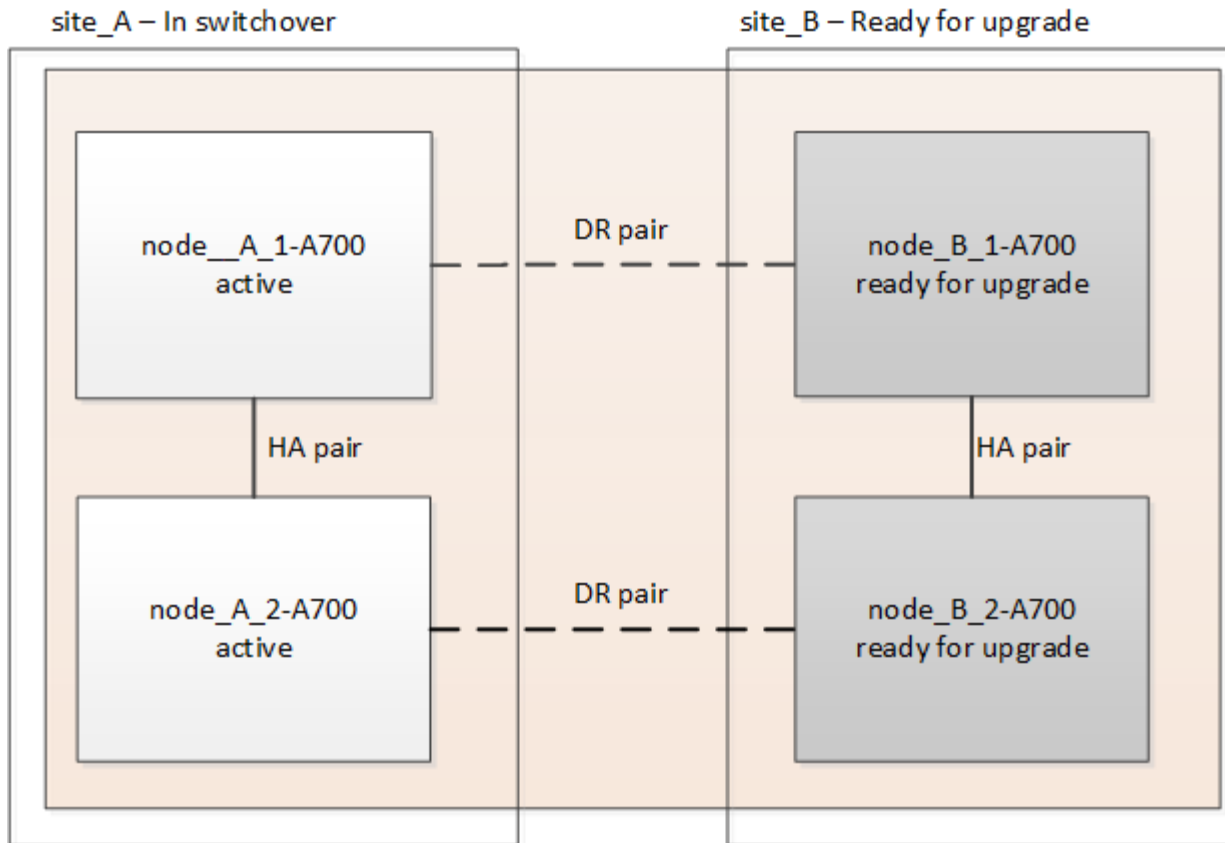 site_A – In switchover
site_B – Ready for upgrade
node__A_1-A700
active
DR pair
node_B_1-A700
ready for upgrade
HA pair
HA pair
node_A_2-A700
active
DR pair
node_B_2-A700
ready for upgrade